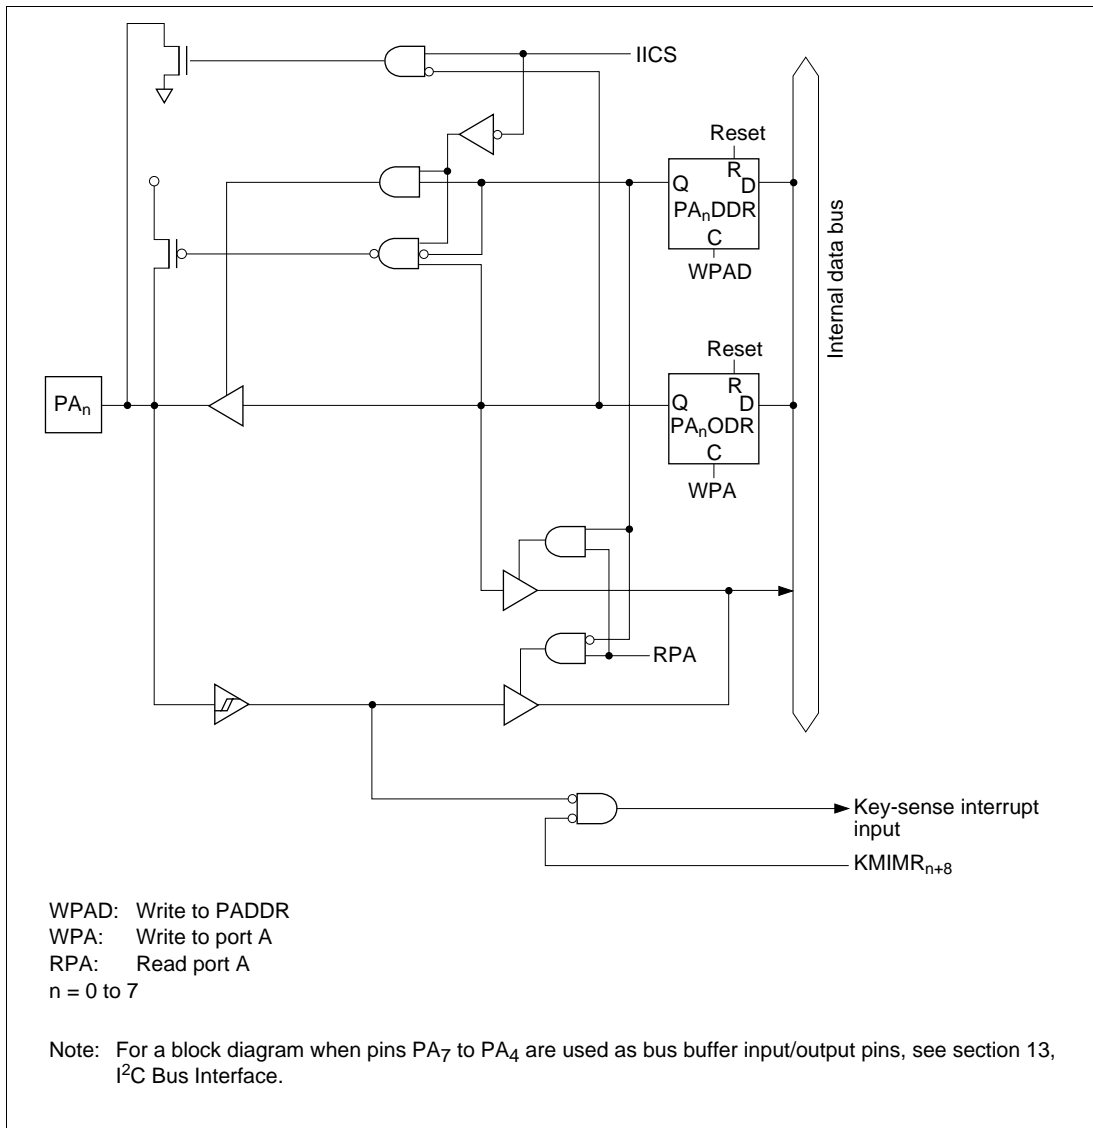 IICS
Reset
R
Q D
PAnDDR
C
WPAD
Internal data bus
Reset
R
PAn
Q D
PAnODR
C
WPA
RPA
Key-sense interrupt
input
KMIMRn+8
WPAD: Write to PADDR
WPA: Write to port A
RPA: Read port A
n = 0 to 7
Note: For a block diagram when pins PA7 to PA4 are used as bus buffer input/output pins, see section 13,
I2C Bus Interface.